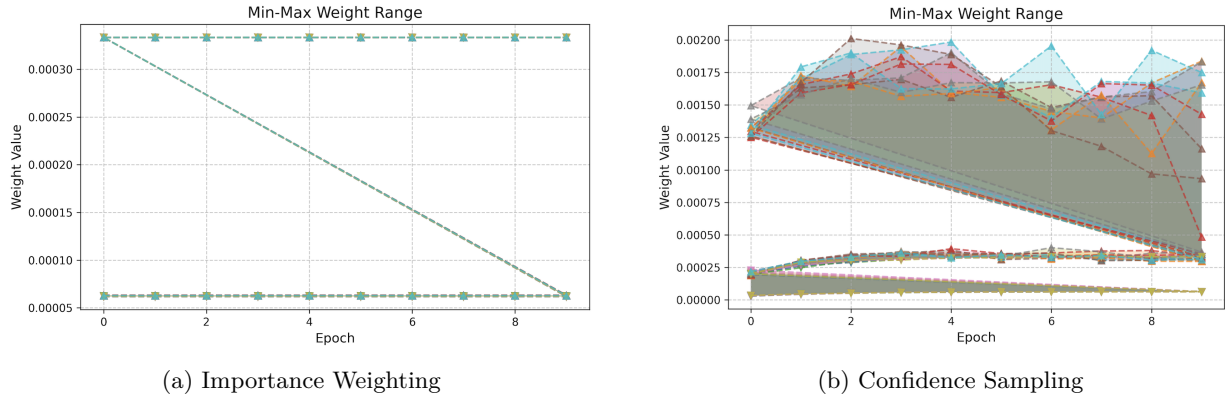 Min-Max Weight Range
0.00030
0.00025
0.00020
0.00015
0.00010
0.00005
Weight Value
0 2 4 6 8
Epoch
(a) Importance Weighting
Min-Max Weight Range
0.00200
0.00175
0.00150
0.00125
0.00100
0.00075
0.00050
0.00025
0.00000
Weight Value
0 2 4 6 8
Epoch
(b) Confidence Sampling